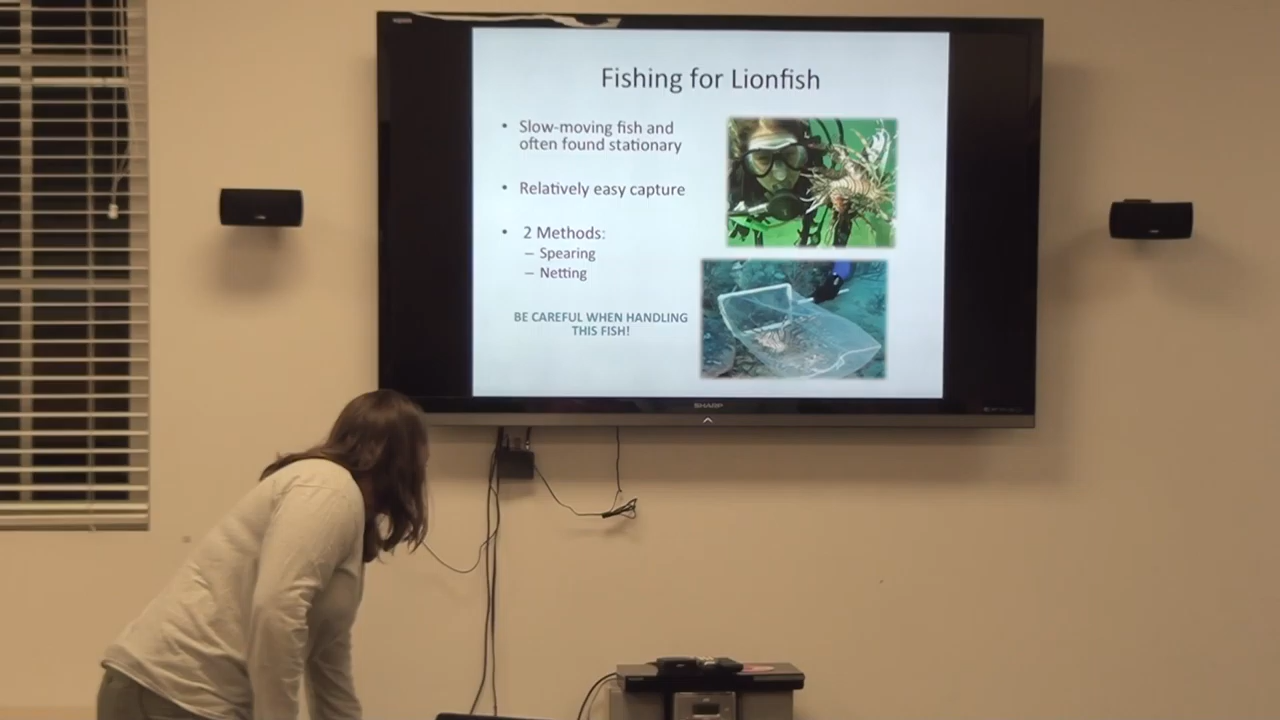 Fishing for Lionfish
• Slow-moving fish and
often found stationary
• Relatively easy capture
• 2 Methods:
– Spearing
– Netting
BE CAREFUL WHEN HANDLING
THIS FISH!
SHARP